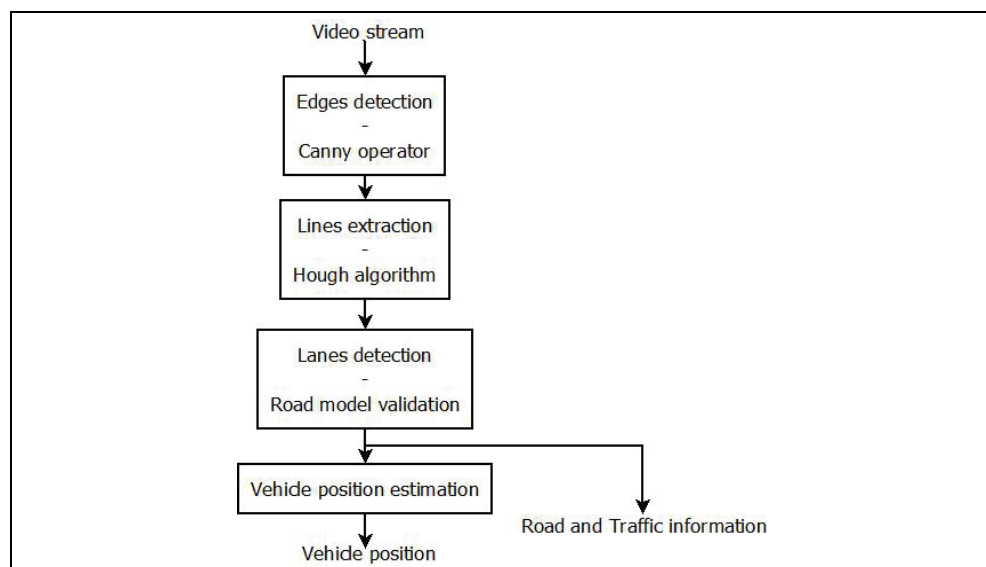 Video stream
Edges detection
-
Canny operator
Lines extraction
-
Hough algorithm
Lanes detection
-
Road model validation
Vehicle position estimation
Road and Traffic information
Vehicle position